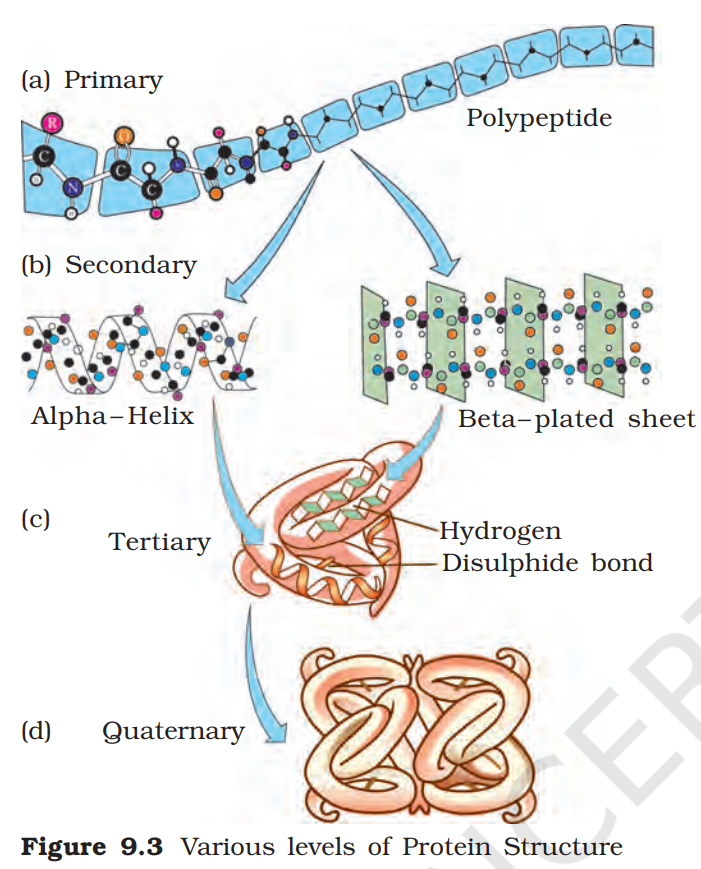 (a) Primary
Polypeptide
R
O
C
C
N
C
(b) Secondary
Alpha–Helix
Beta–plated sheet
(c)
Tertiary
Hydrogen
Disulphide bond
(d) Quaternary
Figure 9.3 Various levels of Protein Structure